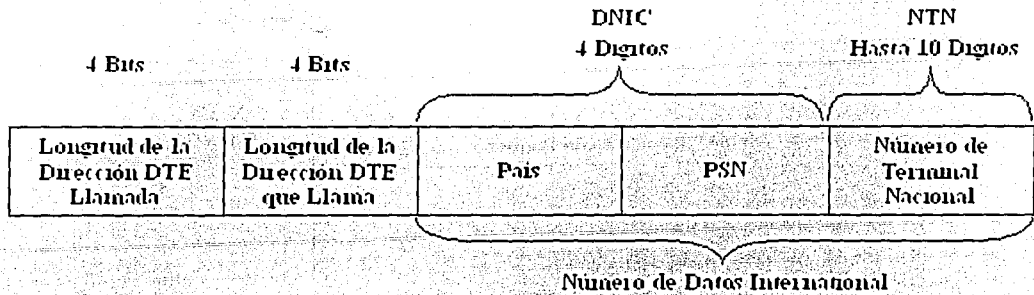 DNIC
4 Digitos
NTN
Hasta 10 Digitos
4 Bits
4 Bits
Longitud de la
Dirección DTE
Llamada
Longitud de la
Dirección DTE
que Llama
País
PSN
Número de
Terminal
Nacional
Número de Datos International